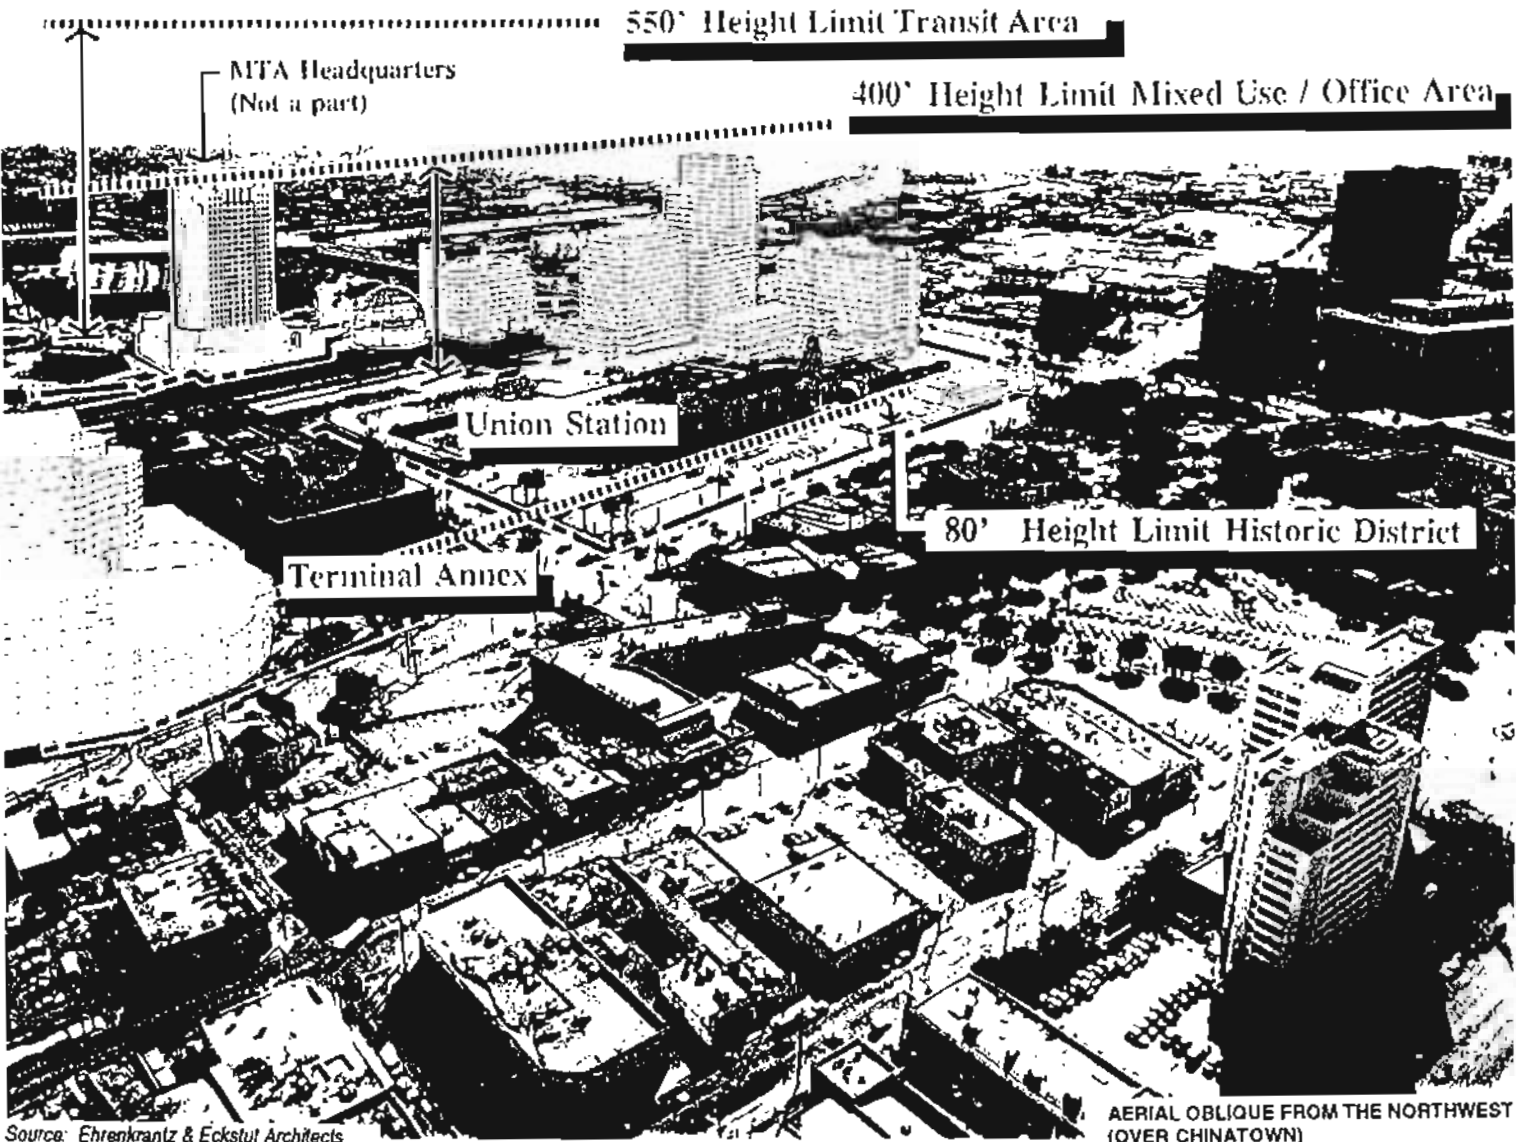 550' Height Limit Transit Area
MTA Headquarters
(Not a part)
400' Height Limit Mixed Use / Office Area
Union Station
80' Height Limit Historic District
Terminal Annex
AERIAL OBLIQUE FROM THE NORTHWEST
(OVER CHINATOWN)
Source: Ehrenkrantz & Eckstut Architects